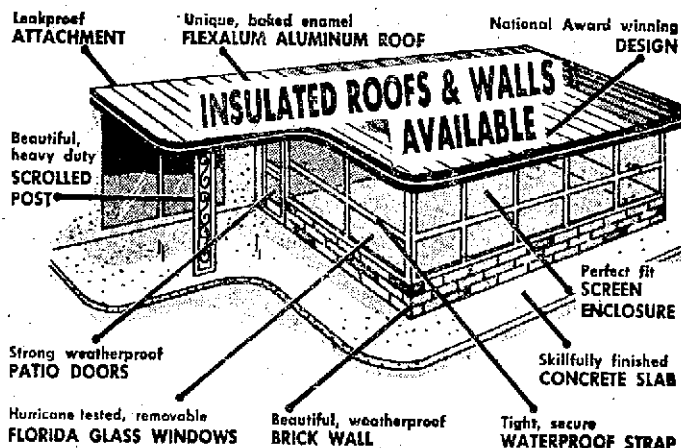 Leakproof
ATTACHMENT
Unique, baked enamel
FLEXALUM ALUMINUM ROOF
National Award winning
DESIGN
INSULATED ROOFS & WALLS
AVAILABLE
Beautiful,
heavy duty
SCROLLED
POST
Perfect fit
SCREEN
ENCLOSURE
Strong weatherproof
PATIO DOORS
Skillfully finished
CONCRETE SLAB
Hurricane tested, removable
FLORIDA GLASS WINDOWS
Beautiful, weatherproof
BRICK WALL
Tight, secure
WATERPROOF STRAP